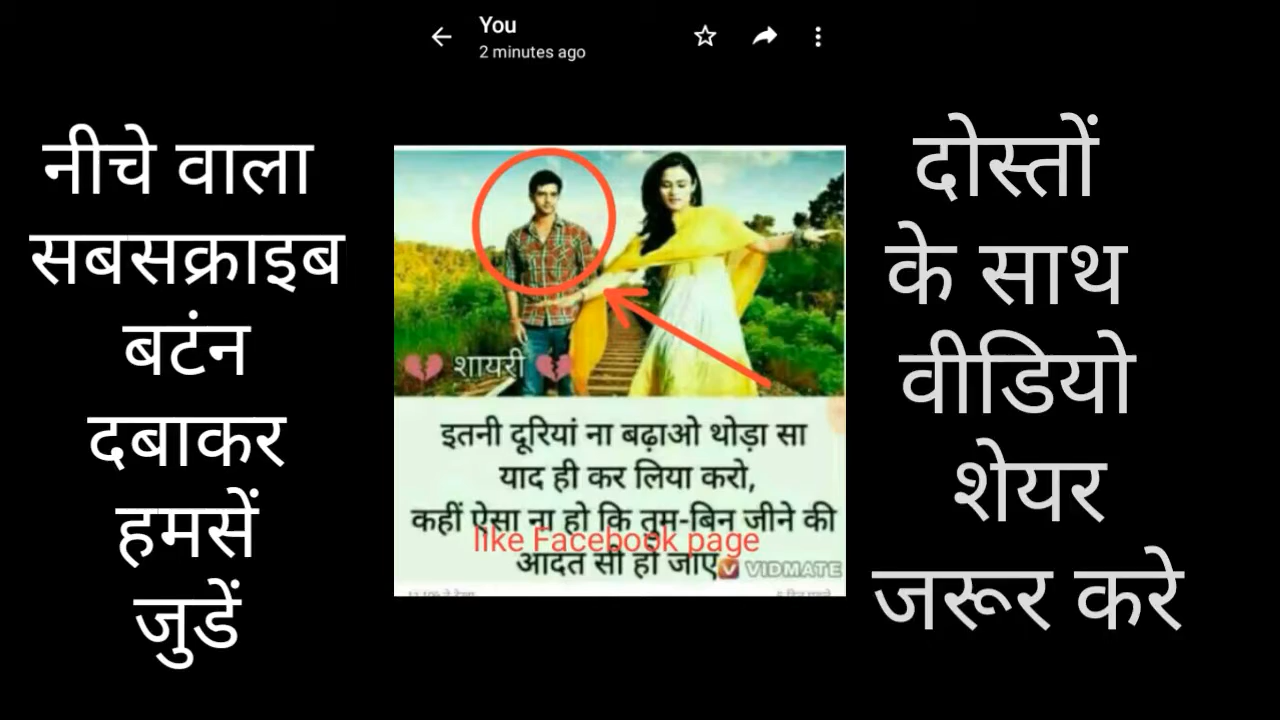 You
2 minutes ago
नीचे वाला
सबसक्राइब
बटंन
दबाकर
हमसें
जुडें
शायरी
इतनी दूरियां ना बढ़ाओ थोड़ा सा
याद ही कर लिया करो,
कहीं ऐसा ना हो कि तुम-बिन जीने की
आदत सी हो जाए
like Facebook page
VIDMATE
दोस्तों
के साथ
वीडियो
शेयर
जरूर करे